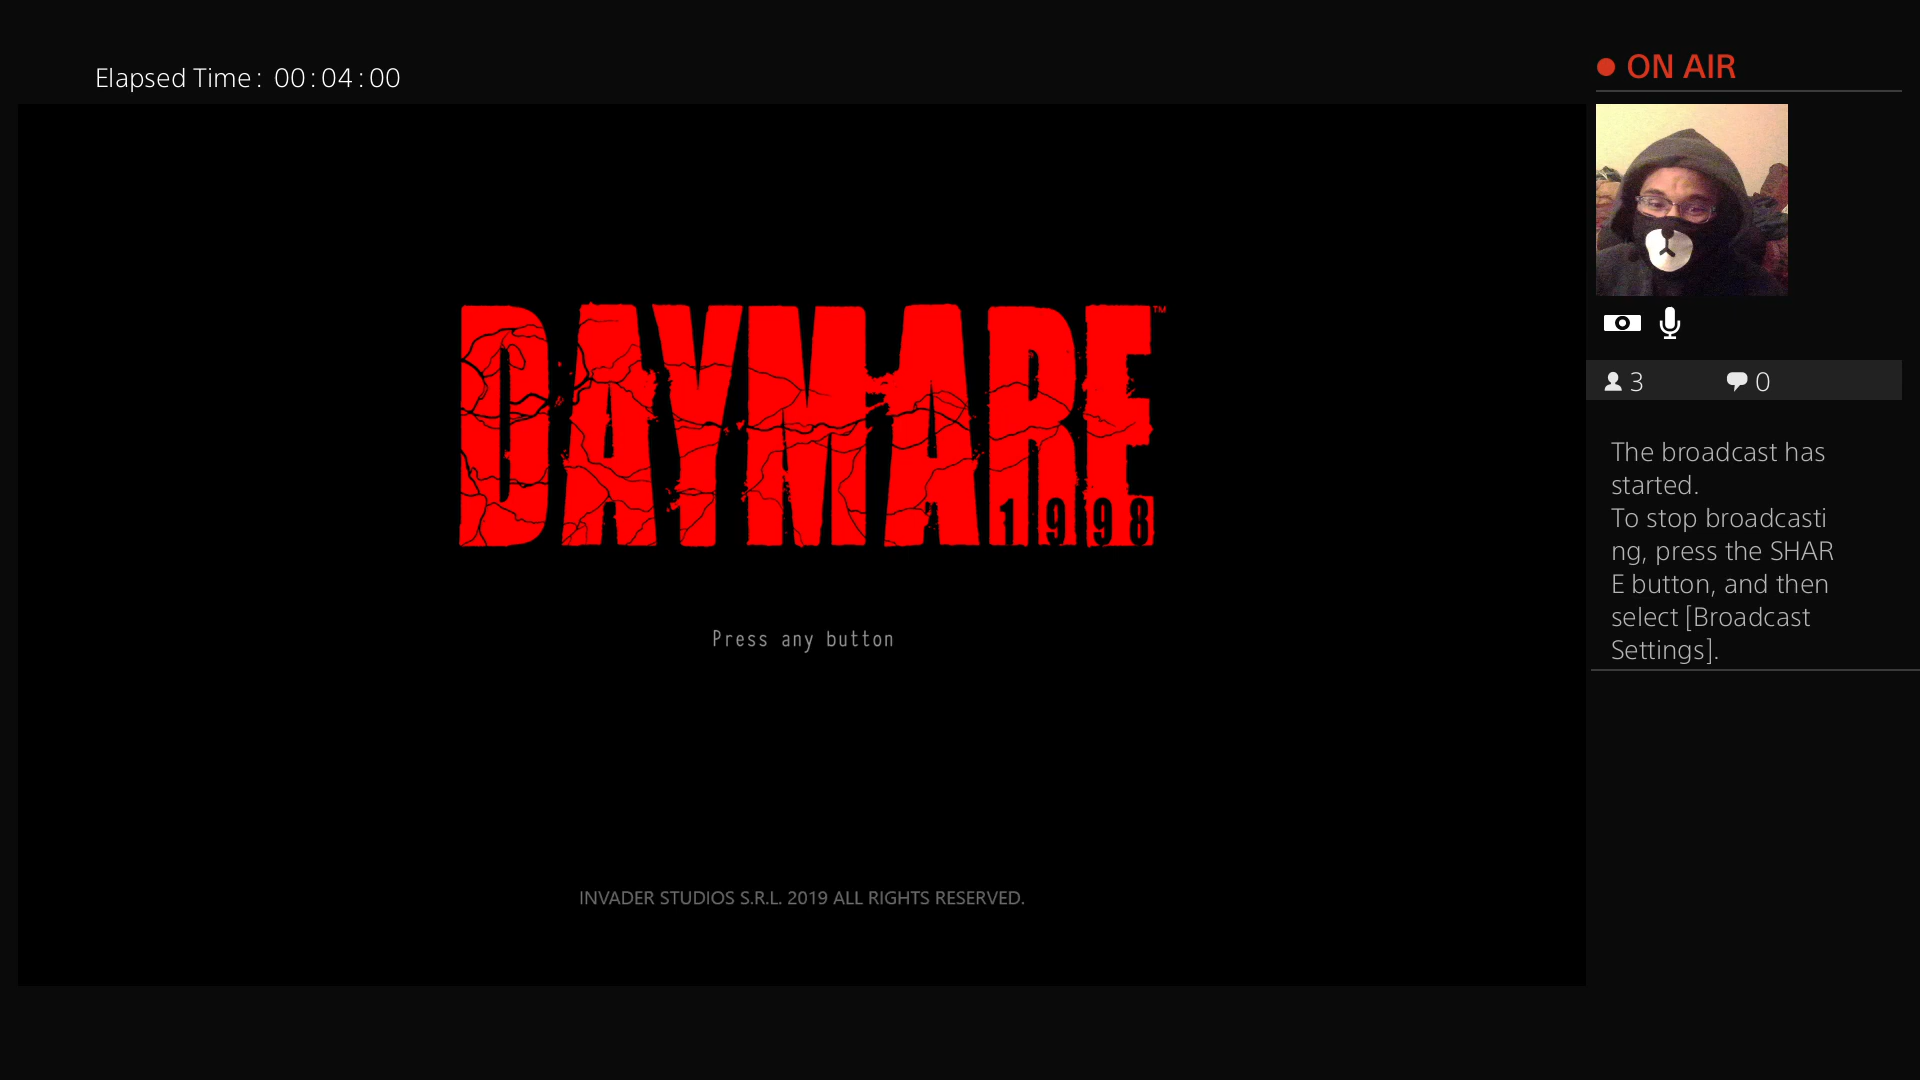 Elapsed Time : 00 : 04 : 00
ON AIR
DAYMARE™
1998
Press any button
INVADER STUDIOS S.R.L. 2019 ALL RIGHTS RESERVED.
3
0
The broadcast has
started.
To stop broadcasti
ng, press the SHAR
E button, and then
select [Broadcast
Settings].